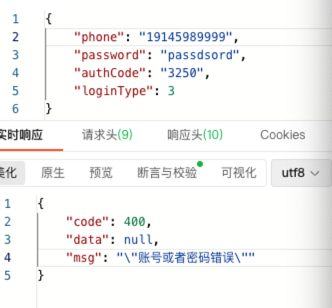 1 {
2 "phone": "19145989999",
3 "password": "passdsord",
4 "authCode": "3250",
5 "loginType": 3
6 }
实时响应 请求头(9) 响应头(10) Cookies
美化 原生 预览 断言与校验 可视化 utf8
1 {
2 "code": 400,
3 "data": null,
4 "msg": "\"账号或者密码错误\""
5 }